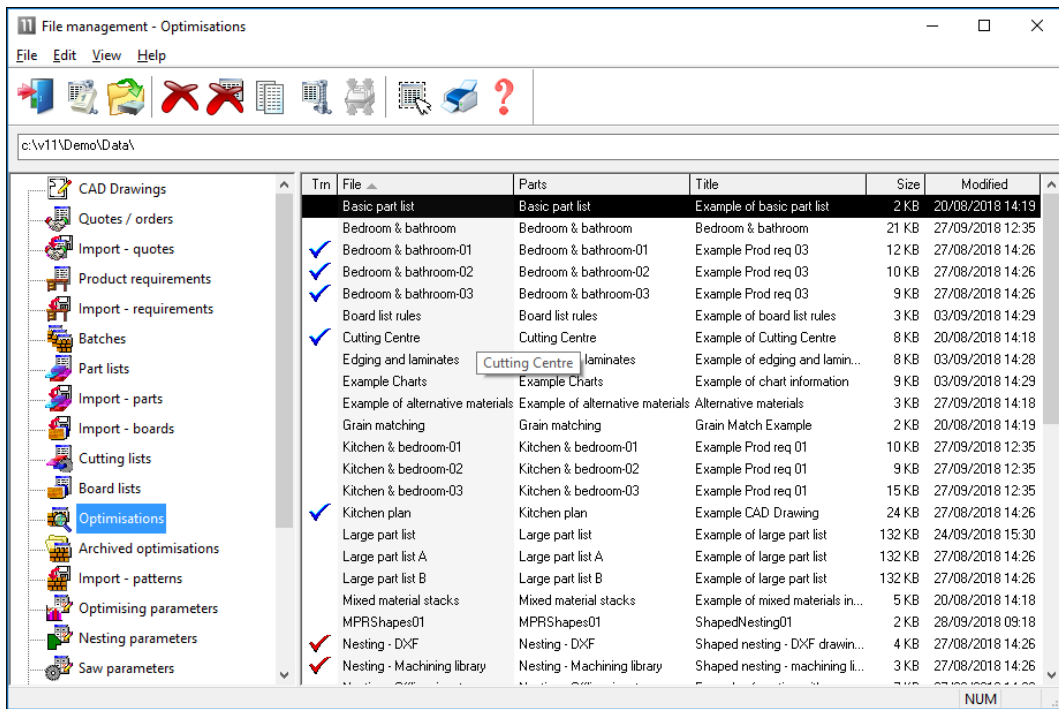 11 File management - Optimisations
File Edit View Help
c:\v11\Demo\Data\
CAD Drawings
Quotes / orders
Import - quotes
Product requirements
Import - requirements
Batches
Part lists
Import - parts
Import - boards
Cutting lists
Board lists
Optimisations
Archived optimisations
Import - patterns
Optimising parameters
Nesting parameters
Saw parameters
Trn File Parts Title Size Modified
Basic part list Basic part list Example of basic part list 2 KB 20/08/2018 14:19
Bedroom & bathroom Bedroom & bathroom Bedroom & bathroom 21 KB 27/09/2018 12:35
Bedroom & bathroom-01 Bedroom & bathroom-01 Example Prod req 03 12 KB 27/08/2018 14:26
Bedroom & bathroom-02 Bedroom & bathroom-02 Example Prod req 03 10 KB 27/08/2018 14:26
Bedroom & bathroom-03 Bedroom & bathroom-03 Example Prod req 03 9 KB 27/08/2018 14:26
Board list rules Board list rules Example of board list rules 3 KB 03/09/2018 14:29
Cutting Centre Cutting Centre Example of Cutting Centre 8 KB 20/08/2018 14:18
Edging and laminates laminates Example of edging and lamin... 8 KB 03/09/2018 14:28
Cutting Centre
Example Charts Example Charts Example of chart information 9 KB 03/09/2018 14:29
Example of alternative materials Example of alternative materials Alternative materials 3 KB 27/09/2018 14:18
Grain matching Grain matching Grain Match Example 2 KB 20/08/2018 14:19
Kitchen & bedroom-01 Kitchen & bedroom-01 Example Prod req 01 10 KB 27/09/2018 12:35
Kitchen & bedroom-02 Kitchen & bedroom-02 Example Prod req 01 9 KB 27/09/2018 12:35
Kitchen & bedroom-03 Kitchen & bedroom-03 Example Prod req 01 15 KB 27/09/2018 12:35
Kitchen plan Kitchen plan Example CAD Drawing 24 KB 27/08/2018 14:26
Large part list Large part list Example of large part list 132 KB 24/09/2018 15:30
Large part list A Large part list A Example of large part list 132 KB 27/08/2018 14:26
Large part list B Large part list B Example of large part list 132 KB 27/08/2018 14:26
Mixed material stacks Mixed material stacks Example of mixed materials in... 5 KB 20/08/2018 14:18
MPRShapes01 MPRShapes01 ShapedNesting01 2 KB 28/09/2018 09:18
Nesting - DXF Nesting - DXF Shaped nesting - DXF drawin... 4 KB 27/08/2018 14:26
Nesting - Machining library Nesting - Machining library Shaped nesting - machining li... 3 KB 27/08/2018 14:26
NUM